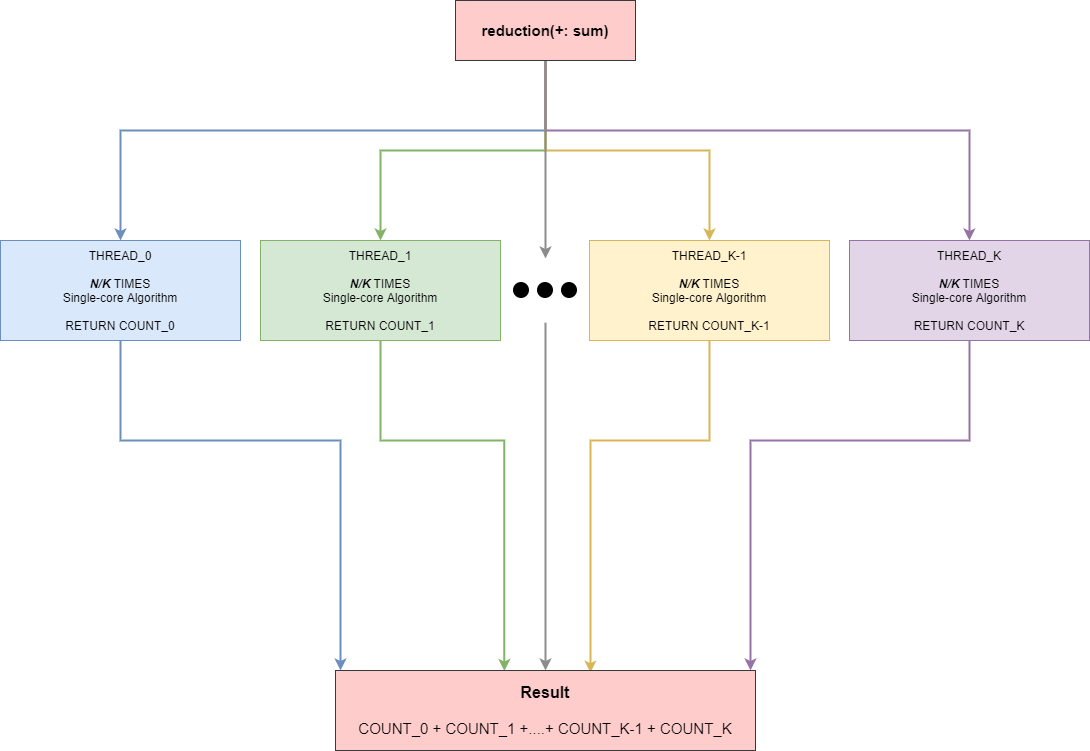 reduction(+: sum)
THREAD_0
N/K TIMES
Single-core Algorithm
RETURN COUNT_0
THREAD_1
N/K TIMES
Single-core Algorithm
RETURN COUNT_1
THREAD_K-1
N/K TIMES
Single-core Algorithm
RETURN COUNT_K-1
THREAD_K
N/K TIMES
Single-core Algorithm
RETURN COUNT_K
Result
COUNT_0 + COUNT_1 +....+ COUNT_K-1 + COUNT_K